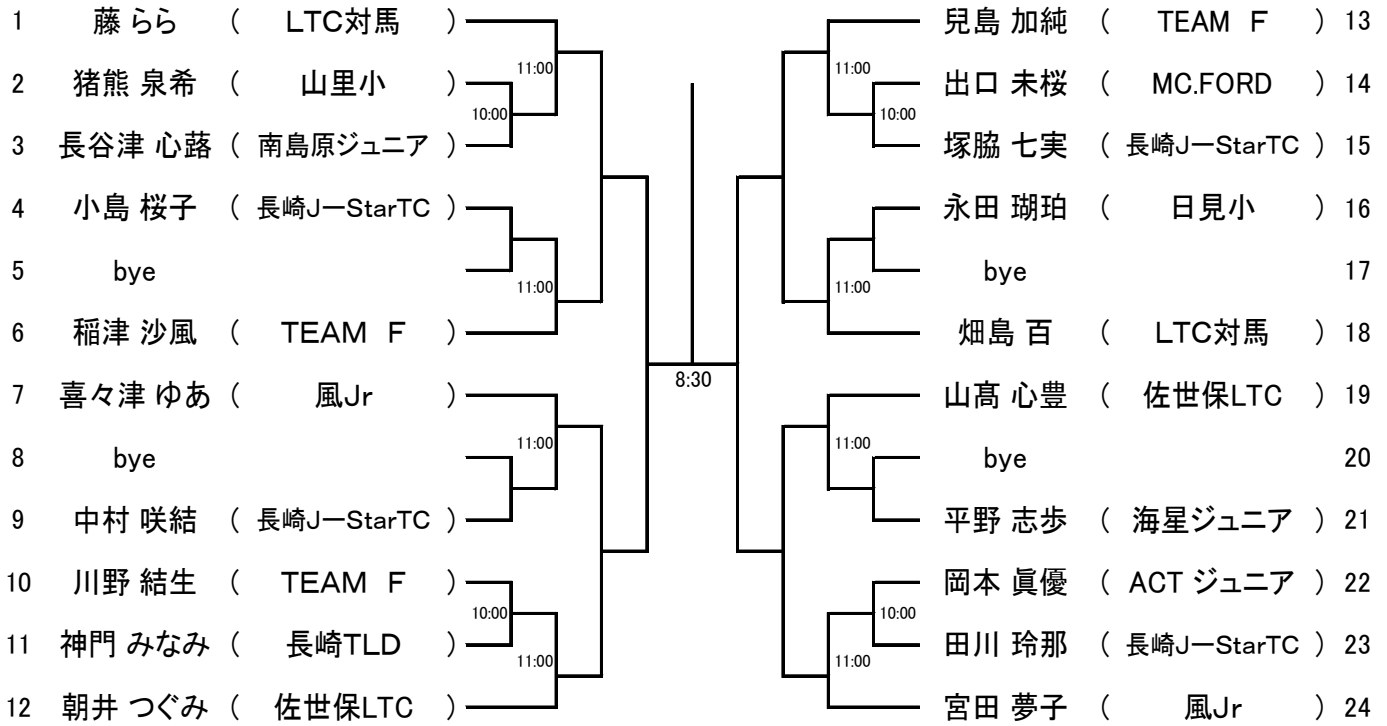 1 藤 らら ( LTC対馬 ) 兒島 加純 ( TEAM F ) 13
11:00 11:00
2 猪熊 泉希 ( 山里小 ) 出口 未桜 ( MC.FORD ) 14
10:00 10:00
3 長谷津 心蕗 ( 南島原ジュニア ) 塚脇 七実 ( 長崎J－StarTC ) 15
4 小島 桜子 ( 長崎J－StarTC ) 永田 瑚珀 ( 日見小 ) 16
5 bye bye 17
11:00 11:00
6 稲津 沙風 ( TEAM F ) 畑島 百 ( LTC対馬 ) 18
8:30
7 喜々津 ゆあ ( 風Jr ) 山髙 心豊 ( 佐世保LTC ) 19
11:00 11:00
8 bye bye 20
9 中村 咲結 ( 長崎J－StarTC ) 平野 志歩 ( 海星ジュニア ) 21
10 川野 結生 ( TEAM F ) 岡本 眞優 ( ACT ジュニア ) 22
10:00 10:00
11 神門 みなみ ( 長崎TLD ) 田川 玲那 ( 長崎J－StarTC ) 23
11:00 11:00
12 朝井 つぐみ ( 佐世保LTC ) 宮田 夢子 ( 風Jr ) 24